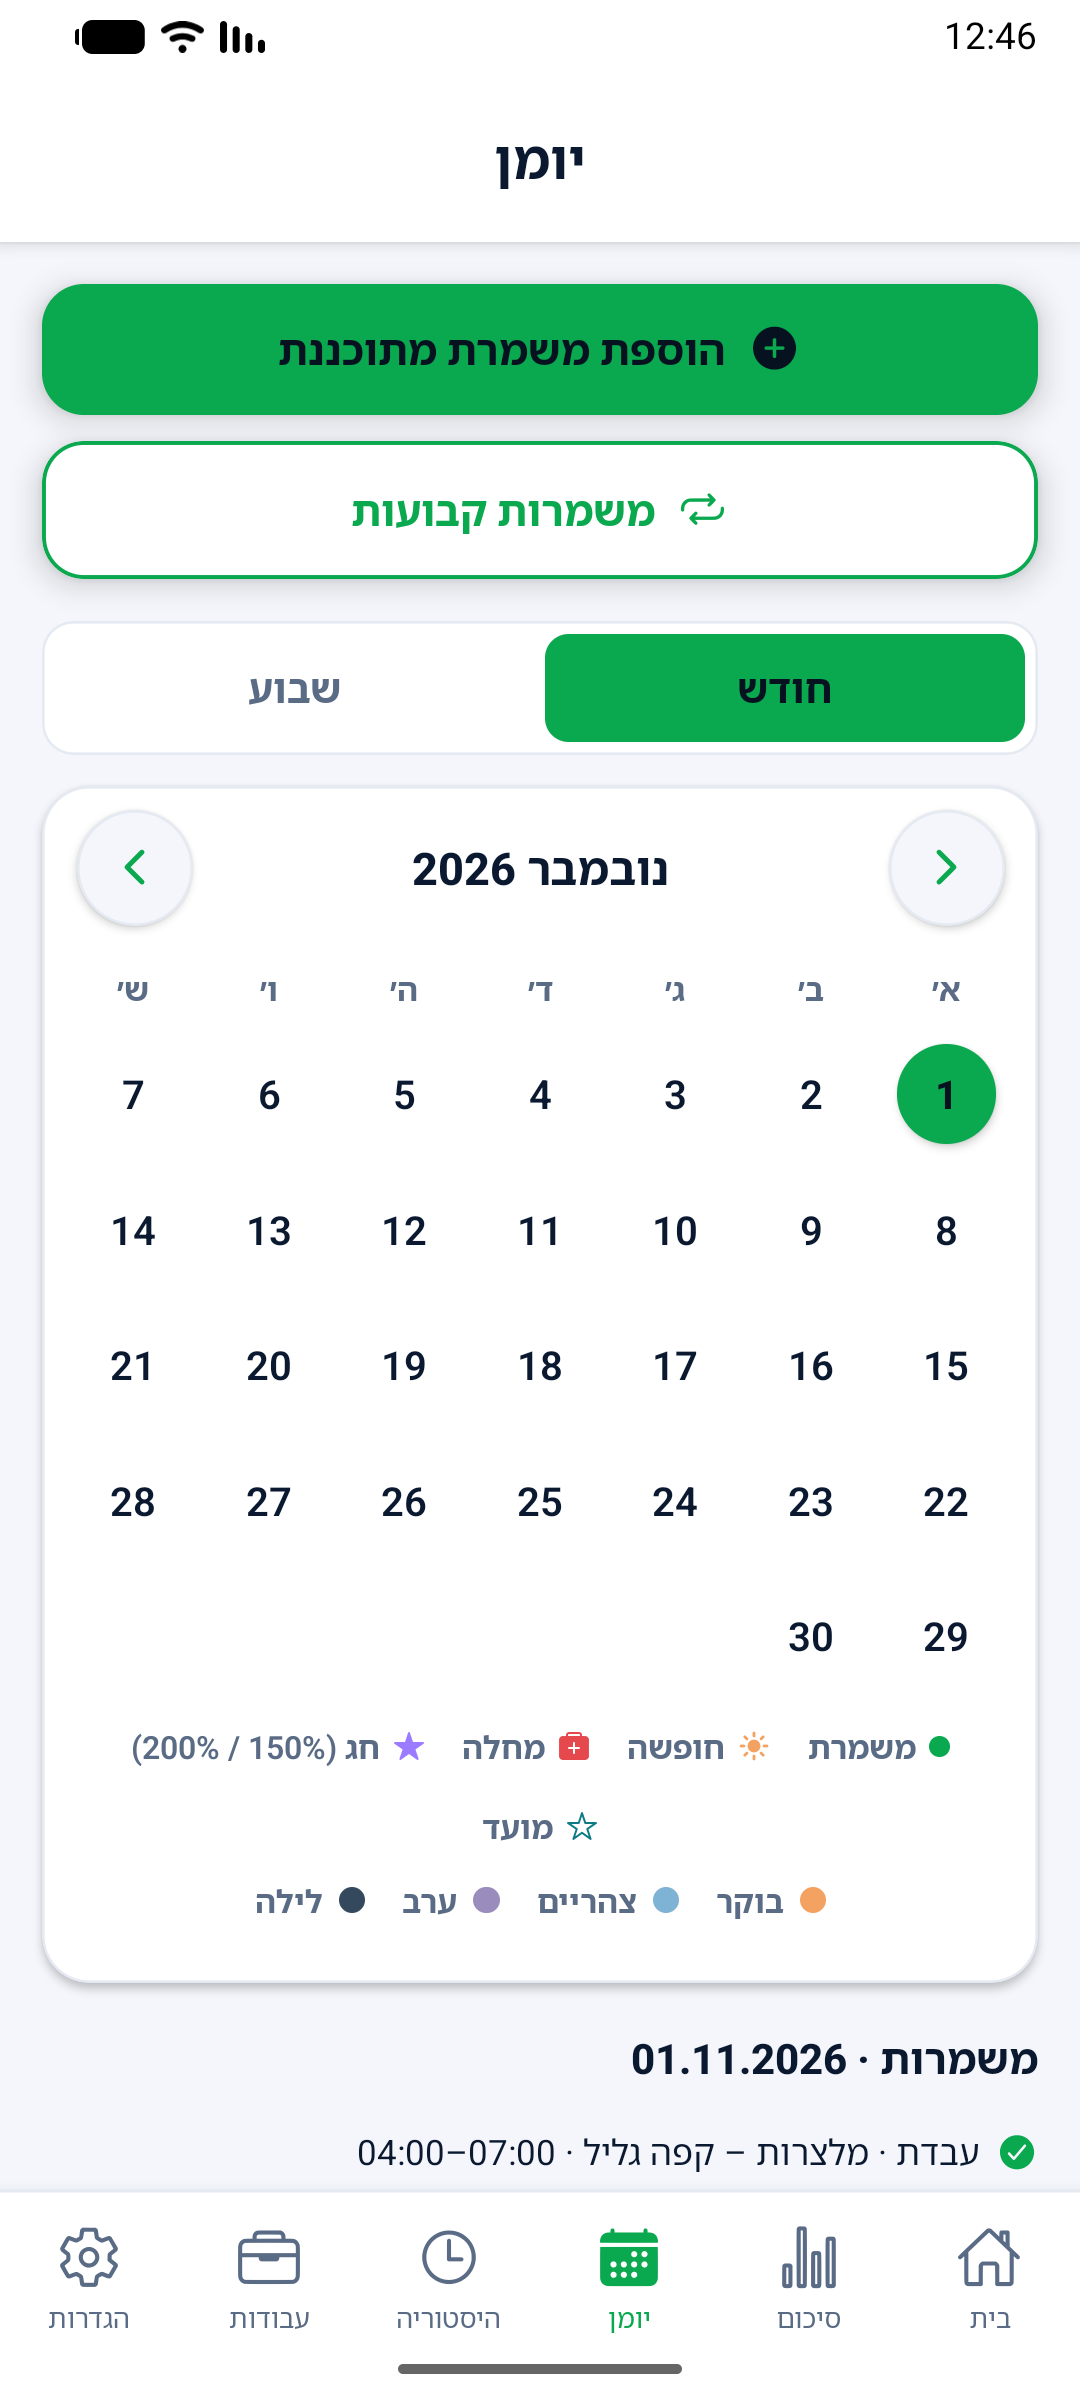 12:46
יומן
הוספת משמרת מתוכננת
משמרות קבועות
חודש שבוע
נובמבר 2026
א׳ ב׳ ג׳ ד׳ ה׳ ו׳ ש׳
1 2 3 4 5 6 7
8 9 10 11 12 13 14
15 16 17 18 19 20 21
22 23 24 25 26 27 28
29 30
משמרת חופשה מחלה חג (150% / 200%)
מועד
בוקר צהריים ערב לילה
משמרות · 01.11.2026
עבדת · מלצרות – קפה גליל · 07:00–04:00
בית סיכום יומן היסטוריה עבודות הגדרות